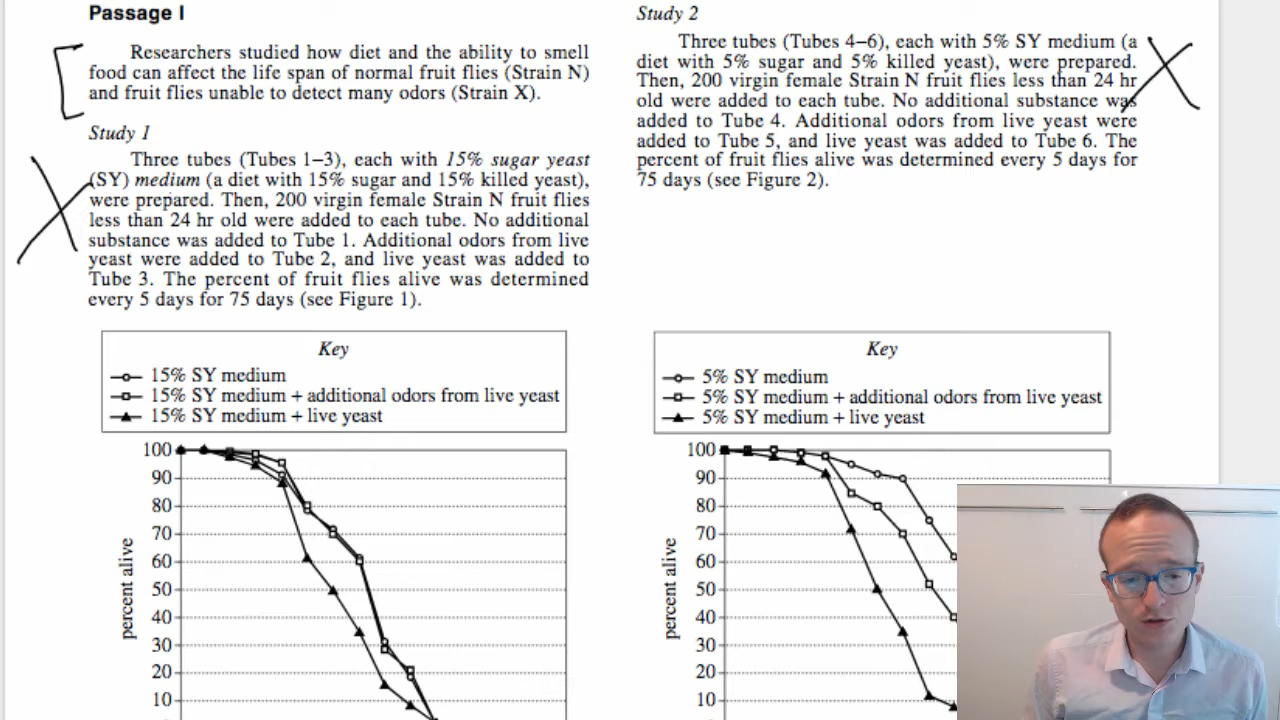 Passage I
Researchers studied how diet and the ability to smell
food can affect the life span of normal fruit flies (Strain N)
and fruit flies unable to detect many odors (Strain X).
Study 1
Three tubes (Tubes 1–3), each with 15% sugar yeast
(SY) medium (a diet with 15% sugar and 15% killed yeast),
were prepared. Then, 200 virgin female Strain N fruit flies
less than 24 hr old were added to each tube. No additional
substance was added to Tube 1. Additional odors from live
yeast were added to Tube 2, and live yeast was added to
Tube 3. The percent of fruit flies alive was determined
every 5 days for 75 days (see Figure 1).
Key
15% SY medium
15% SY medium + additional odors from live yeast
15% SY medium + live yeast
100
90
80
70
60
50
40
30
20
10
percent alive
Study 2
Three tubes (Tubes 4–6), each with 5% SY medium (a
diet with 5% sugar and 5% killed yeast), were prepared.
Then, 200 virgin female Strain N fruit flies less than 24 hr
old were added to each tube. No additional substance was
added to Tube 4. Additional odors from live yeast were
added to Tube 5, and live yeast was added to Tube 6. The
percent of fruit flies alive was determined every 5 days for
75 days (see Figure 2).
Key
5% SY medium
5% SY medium + additional odors from live yeast
5% SY medium + live yeast
100
90
80
70
60
50
40
30
20
10
percent alive